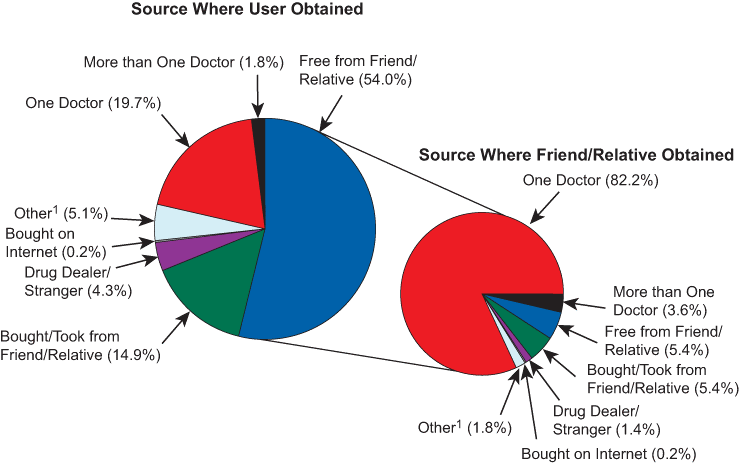 Source Where User Obtained
More than One Doctor (1.8%)
Free from Friend/
Relative (54.0%)
One Doctor (19.7%)
Other1 (5.1%)
Bought on
Internet (0.2%)
Drug Dealer/
Stranger (4.3%)
Bought/Took from
Friend/Relative (14.9%)
Source Where Friend/Relative Obtained
One Doctor (82.2%)
More than One
Doctor (3.6%)
Free from Friend/
Relative (5.4%)
Bought/Took from
Friend/Relative (5.4%)
Drug Dealer/
Stranger (1.4%)
Other1 (1.8%)
Bought on Internet (0.2%)